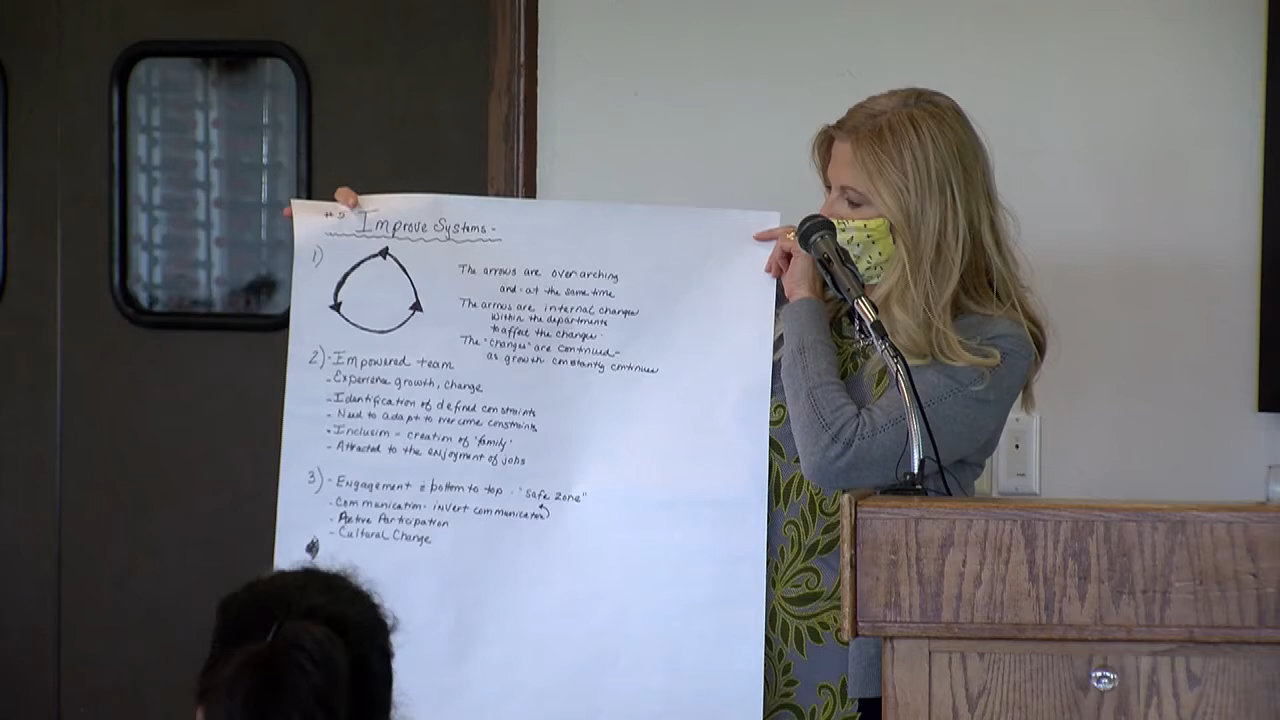 #5 Improve Systems -
1)
The arrows are over arching
and - at the same time
The arrows are internal changes
within the departments
to affect the change.
The "changes" are continued -
as growth constantly continues
2) - Empowered team
- Experience growth, change
- Identification of defined constraints
- Need to adapt to overcome constraints
- Inclusion - creation of "family"
- Attracted to the enjoyment of jobs
3) - Engagement = bottom to top - "safe zone"
- Communication - invert communication
- Active Participation
- Cultural Change